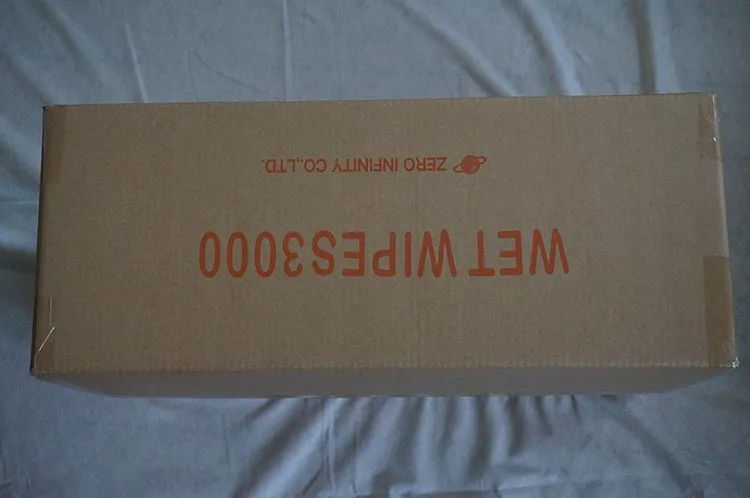 WET WIPES3000
ZERO INFINITY CO.,LTD.